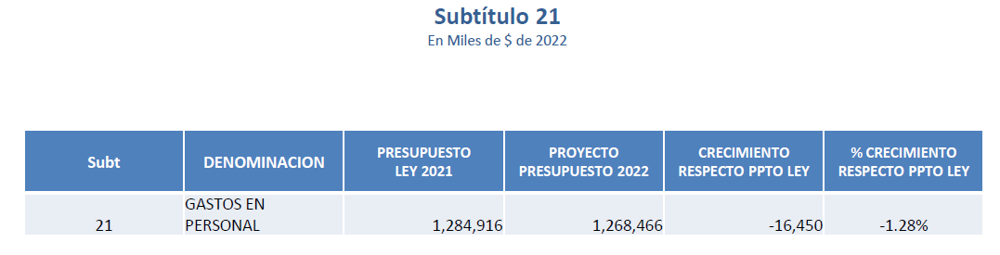 Subtítulo 21
En Miles de $ de 2022
Subt
DENOMINACION
PRESUPUESTO
LEY 2021
PROYECTO
PRESUPUESTO 2022
CRECIMIENTO
RESPECTO PPTO LEY
% CRECIMIENTO
RESPECTO PPTO LEY
21
GASTOS EN
PERSONAL
1,284,916
1,268,466
-16,450
-1.28%